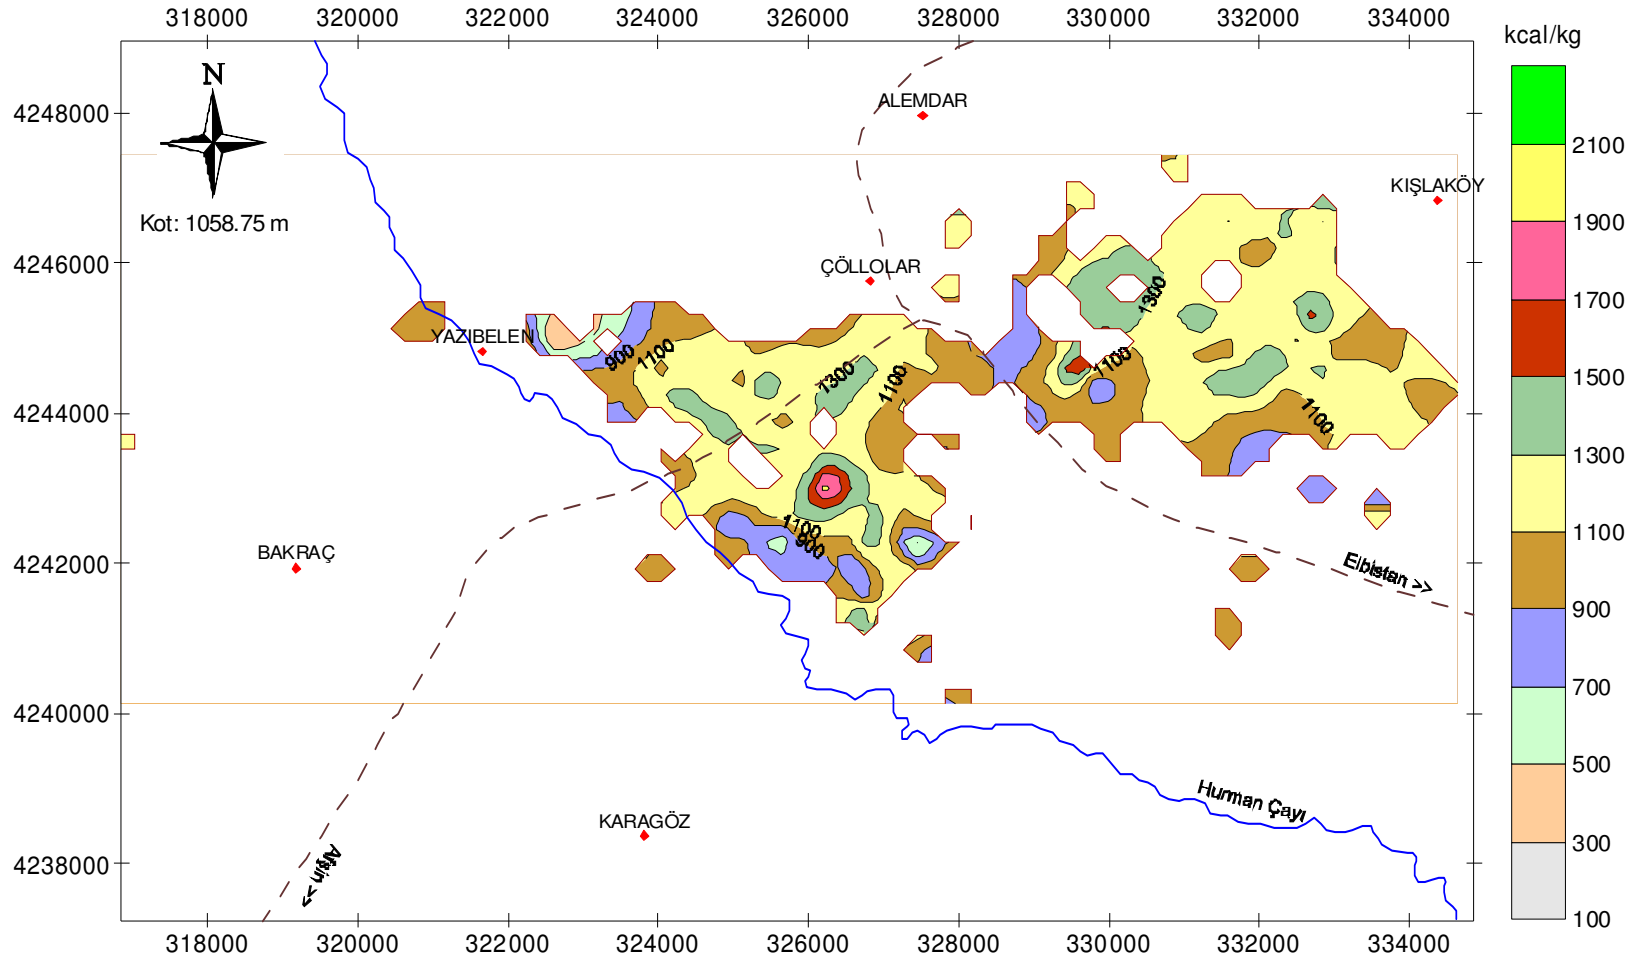 318000 320000 322000 324000 326000 328000 330000 332000 334000
kcal/kg
N
ALEMDAR
4248000
2100
KIŞLAKÖY
1900
Kot: 1058.75 m
4246000
ÇÖLLOLAR
1300
1700
YAZIBELEN
900
1100
1100
1500
1300
1100
4244000
1100
1300
1100
1100
900
BAKRAÇ
4242000
Elbistan >>
900
700
4240000
500
Hurman Çayı
KARAGÖZ
300
4238000
Afşin >>
100
318000 320000 322000 324000 326000 328000 330000 332000 334000